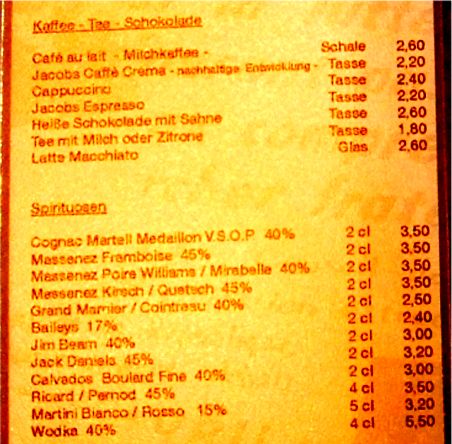 Kaffee - Tee - Schokolade
Café au lait - Milchkaffee - Schale 2,60
Jacobs Caffè Crema - nachhaltige Entwicklung - Tasse 2,20
Cappuccino Tasse 2,40
Jacobs Espresso Tasse 2,20
Heiße Schokolade mit Sahne Tasse 2,60
Tee mit Milch oder Zitrone Tasse 1,80
Latte Macchiato Glas 2,60
Spirituosen
Cognac Martell Medaillon V.S.O.P 40% 2 cl 3,50
Massenez Framboise 45% 2 cl 3,50
Massenez Poire Williams / Mirabelle 40% 2 cl 3,50
Massenez Kirsch / Quetsch 45% 2 cl 3,50
Grand Marnier / Cointreau 40% 2 cl 2,50
Baileys 17% 2 cl 2,40
Jim Beam 40% 2 cl 3,00
Jack Daniels 45% 2 cl 3,20
Calvados Boulard Fine 40% 2 cl 3,00
Ricard / Pernod 45% 4 cl 3,50
Martini Bianco / Rosso 15% 5 cl 3,20
Wodka 40% 4 cl 5,50